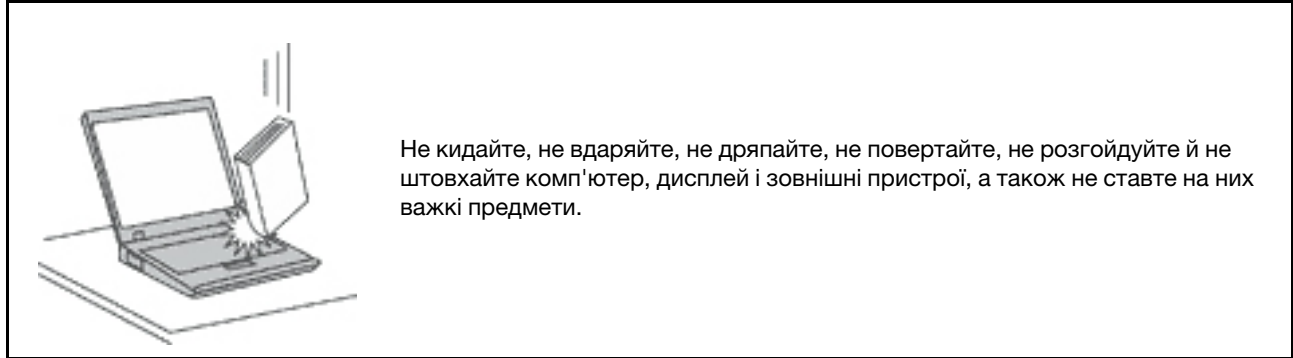 Не кидайте, не вдаряйте, не дряпайте, не повертайте, не розгойдуйте й не
штовхайте комп'ютер, дисплей і зовнішні пристрої, а також не ставте на них
важкі предмети.